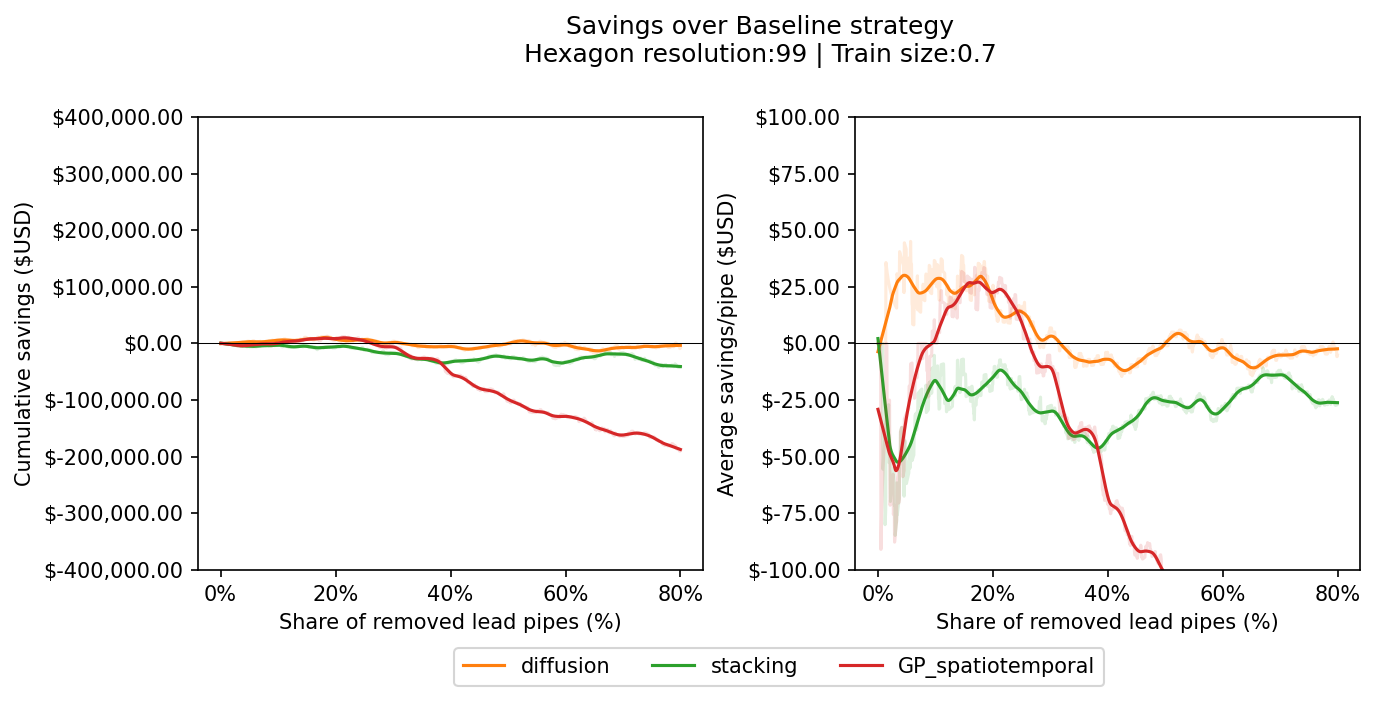 Savings over Baseline strategy
Hexagon resolution:99 | Train size:0.7
Cumulative savings ($USD)
$400,000.00
$300,000.00
$200,000.00
$100,000.00
$0.00
$-100,000.00
$-200,000.00
$-300,000.00
$-400,000.00
0% 20% 40% 60% 80%
Share of removed lead pipes (%)
Average savings/pipe ($USD)
$100.00
$75.00
$50.00
$25.00
$0.00
$-25.00
$-50.00
$-75.00
$-100.00
0% 20% 40% 60% 80%
Share of removed lead pipes (%)
diffusion stacking GP_spatiotemporal